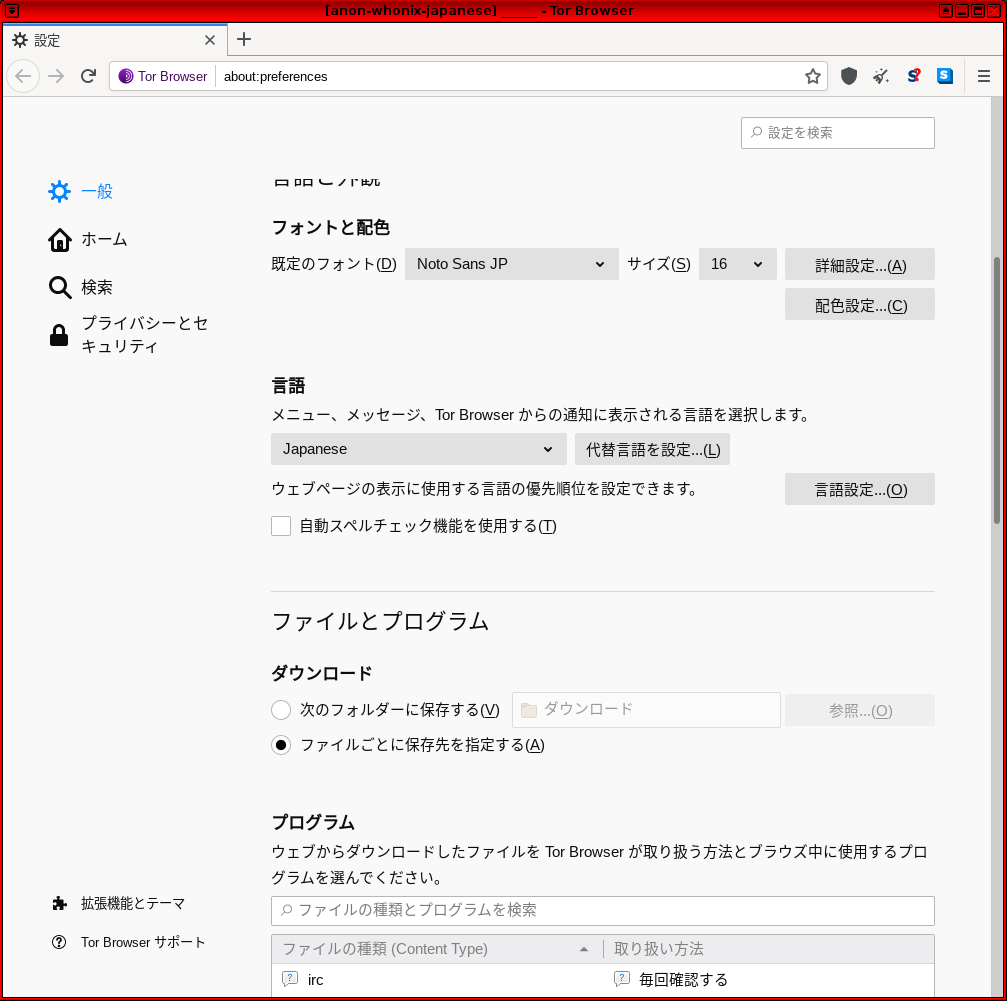 [anon-whonix-japanese] _____ - Tor Browser
設定
Tor Browser
about:preferences
設定を検索
一般
ホーム
検索
プライバシーとセ
キュリティ
拡張機能とテーマ
Tor Browser サポート
言語と外観
フォントと配色
既定のフォント(D) Noto Sans JP サイズ(S) 16 詳細設定...(A)
配色設定...(C)
言語
メニュー、メッセージ、Tor Browser からの通知に表示される言語を選択します。
Japanese 代替言語を設定...(L)
ウェブページの表示に使用する言語の優先順位を設定できます。 言語設定...(O)
自動スペルチェック機能を使用する(T)
ファイルとプログラム
ダウンロード
次のフォルダーに保存する(V) ダウンロード 参照...(O)
ファイルごとに保存先を指定する(A)
プログラム
ウェブからダウンロードしたファイルを Tor Browser が取り扱う方法とブラウズ中に使用するプロ
グラムを選んでください。
ファイルの種類とプログラムを検索
ファイルの種類 (Content Type) 取り扱い方法
irc 毎回確認する